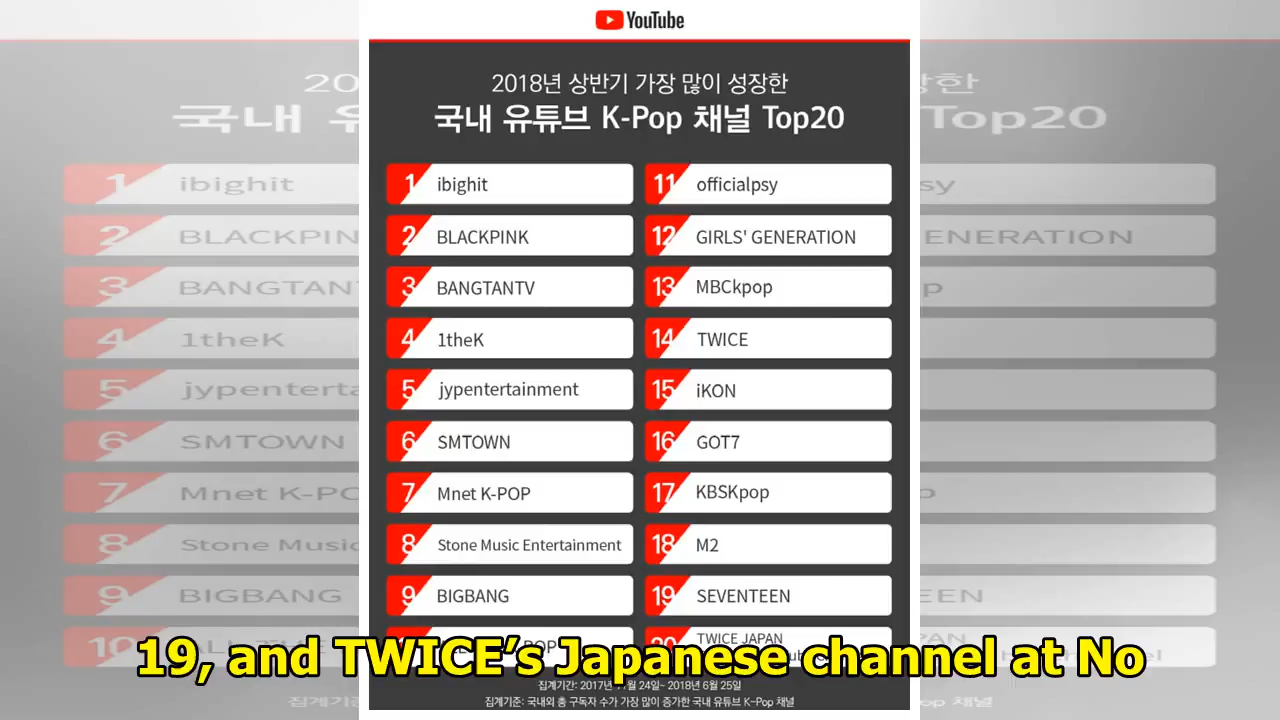 YouTube
2018년 상반기 가장 많이 성장한
국내 유튜브 K-Pop 채널 Top20
1 ibighit
2 BLACKPINK
3 BANGTANTV
4 1theK
5 jypentertainment
6 SMTOWN
7 Mnet K-POP
8 Stone Music Entertainment
9 BIGBANG
11 officialpsy
12 GIRLS' GENERATION
13 MBCkpop
14 TWICE
15 iKON
16 GOT7
17 KBSKpop
18 M2
19 SEVENTEEN
20 TWICE JAPAN
19, and TWICE’s Japanese channel at No
집계기간: 2017년 11월 24일~ 2018년 6월 25일
집계기준: 국내외 총 구독자 수가 가장 많이 증가한 국내 유튜브 K-Pop 채널